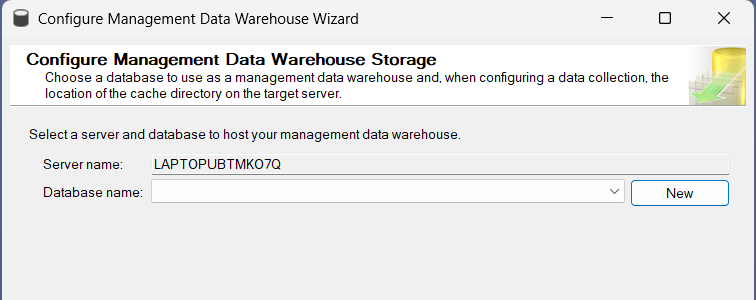 Configure Management Data Warehouse Wizard
Configure Management Data Warehouse Storage
Choose a database to use as a management data warehouse and, when configuring a data collection, the
location of the cache directory on the target server.
Select a server and database to host your management data warehouse.
Server name: LAPTOPUBTMKO7Q
Database name: New